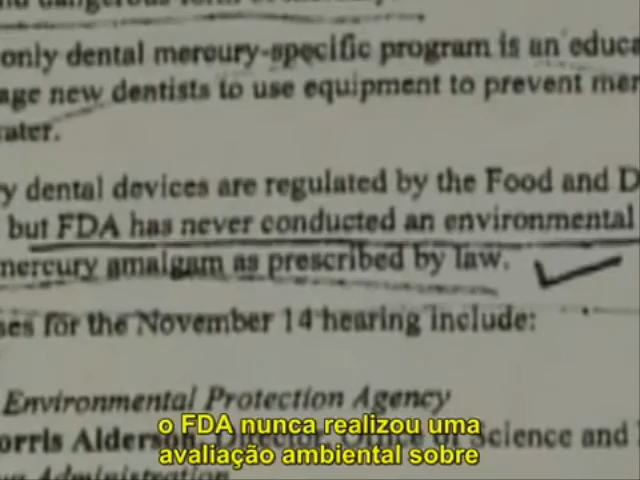 only dental mercury-specific program is an educa
age new dentists to use equipment to prevent mer
ater.
y dental devices are regulated by the Food and D
but FDA has never conducted an environmental
mercury amalgam as prescribed by law.
ses for the November 14 hearing include:
Environmental Protection Agency
orris Alderson, Director, Office of Science and
o FDA nunca realizou uma
avaliação ambiental sobre